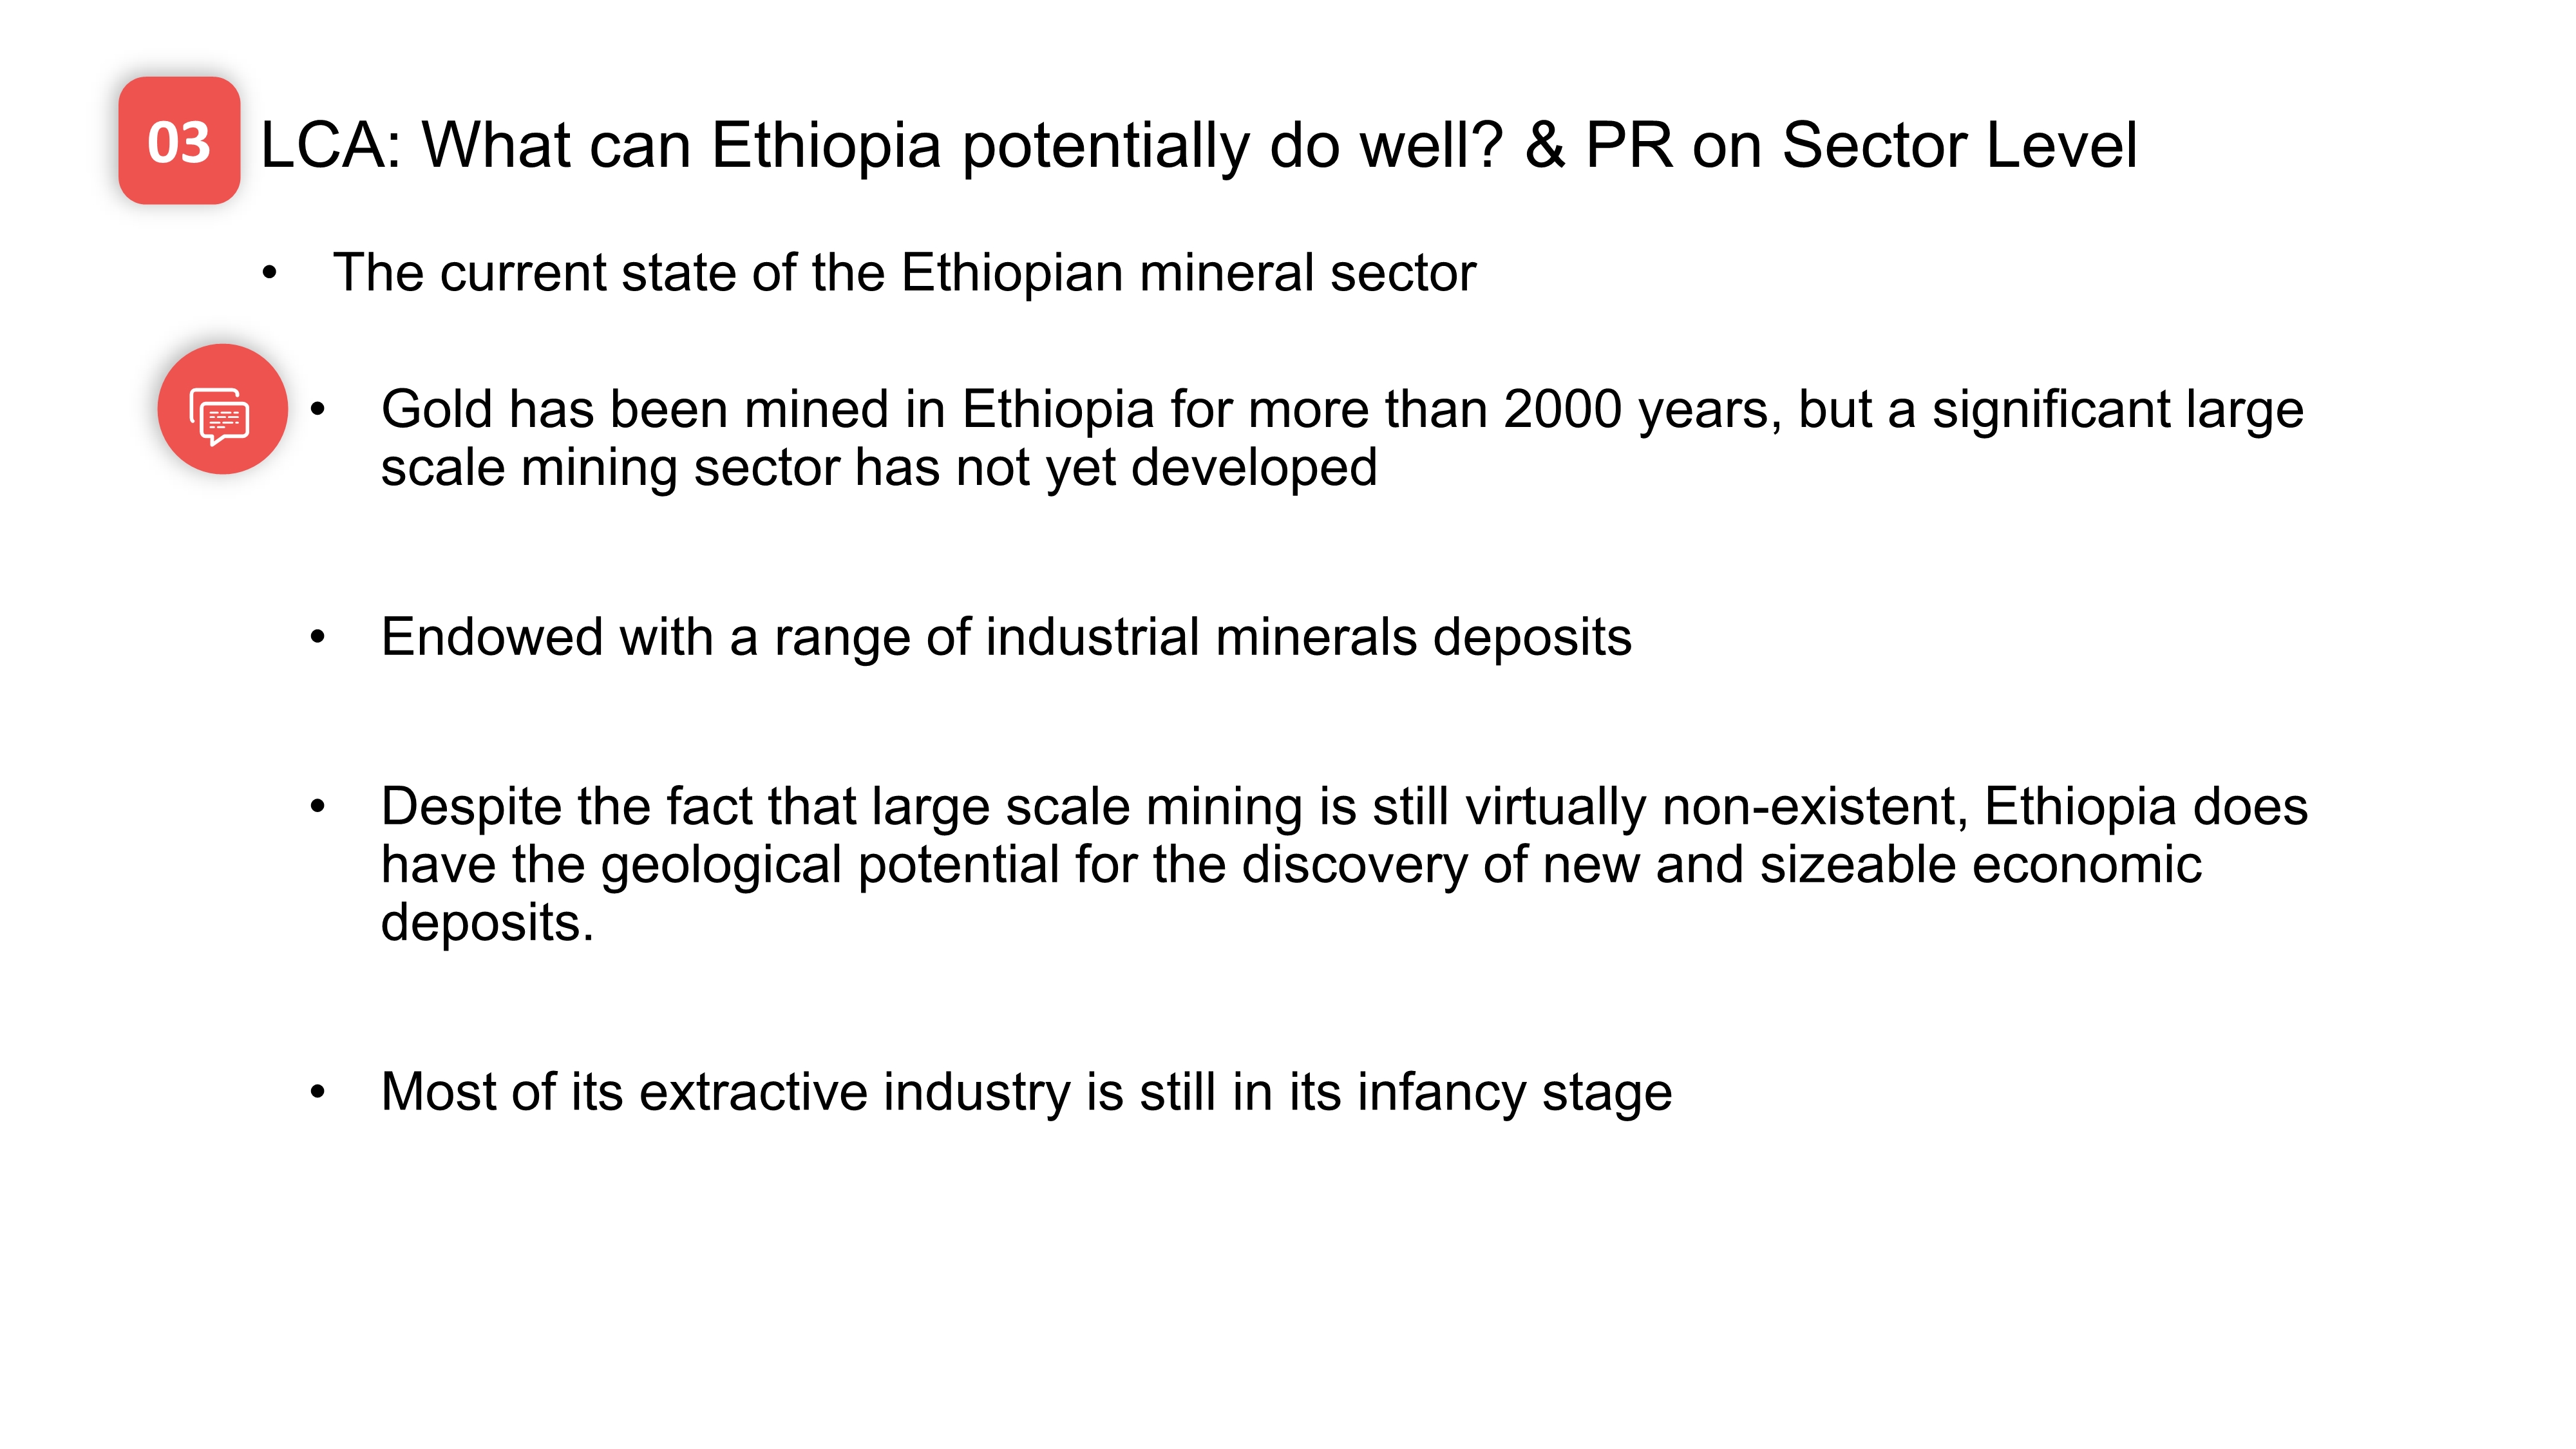 03
LCA: What can Ethiopia potentially do well? & PR on Sector Level
• The current state of the Ethiopian mineral sector
• Gold has been mined in Ethiopia for more than 2000 years, but a significant large
scale mining sector has not yet developed
• Endowed with a range of industrial minerals deposits
• Despite the fact that large scale mining is still virtually non-existent, Ethiopia does
have the geological potential for the discovery of new and sizeable economic
deposits.
• Most of its extractive industry is still in its infancy stage